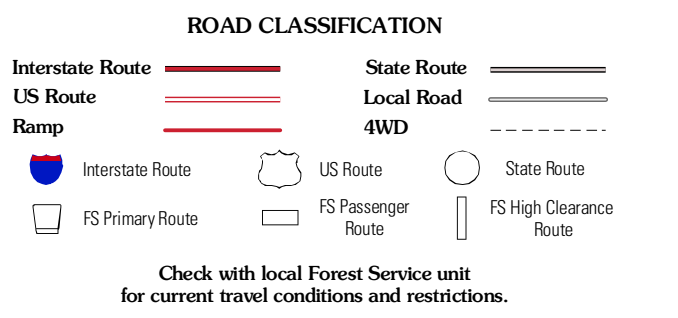 ROAD CLASSIFICATION
Interstate Route
State Route
US Route
Local Road
Ramp
4WD
Interstate Route
US Route
State Route
FS Primary Route
FS Passenger
Route
FS High Clearance
Route
Check with local Forest Service unit
for current travel conditions and restrictions.